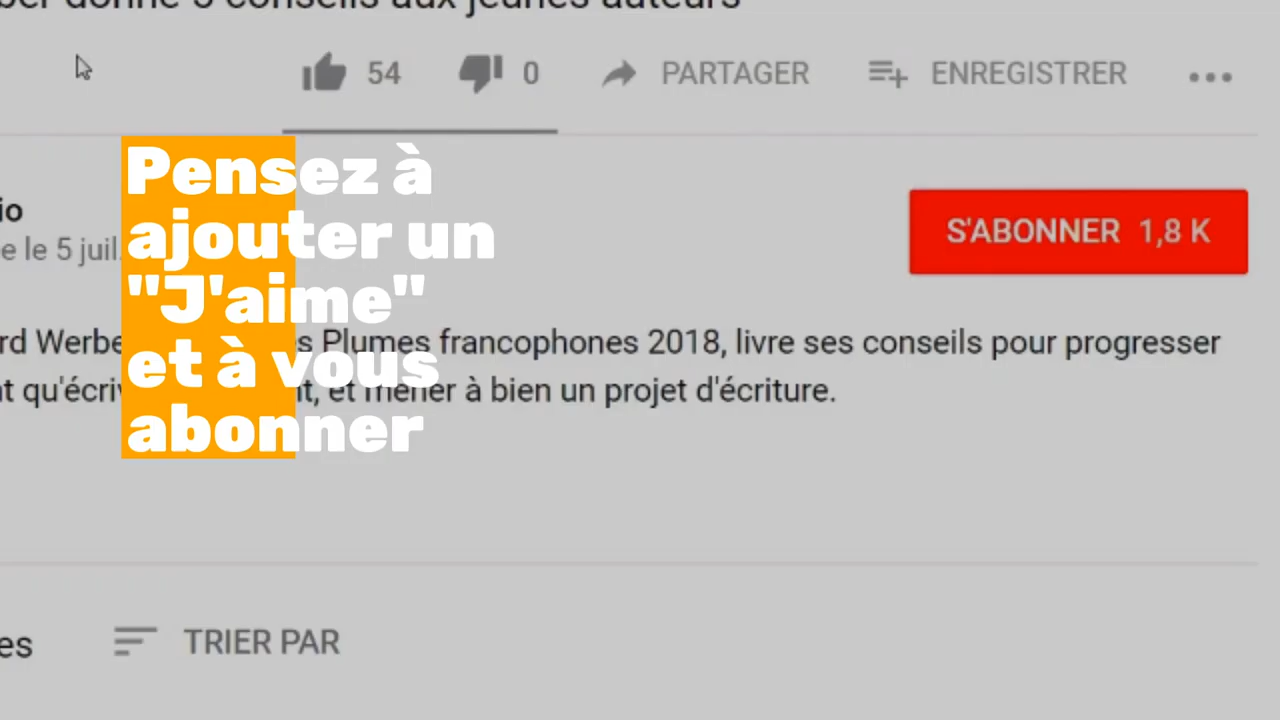 donne 5 conseils aux jeunes auteurs
54 0 PARTAGER ENREGISTRER
Pensez à
ajouter un
"J'aime"
et à vous
abonner
io
e le 5 juil.
S'ABONNER 1,8 K
rd Werbe s Plumes francophones 2018, livre ses conseils pour progresser
t qu'écriv t, et mener à bien un projet d'écriture.
es
TRIER PAR